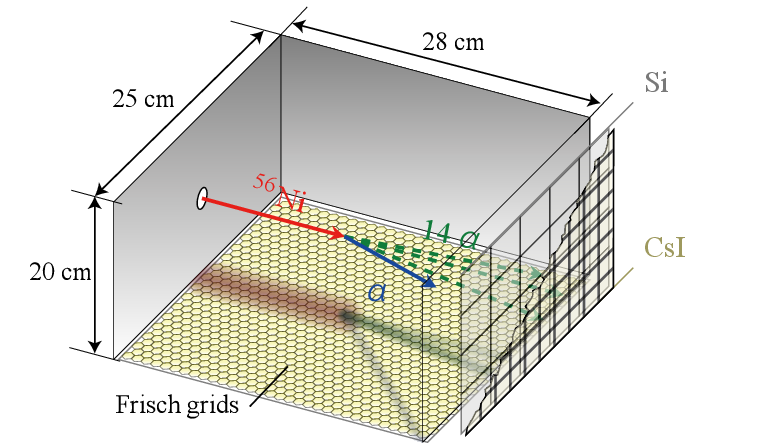 28 cm
25 cm
Si
⁵⁶Ni
14 α
CsI
20 cm
α
Frisch grids